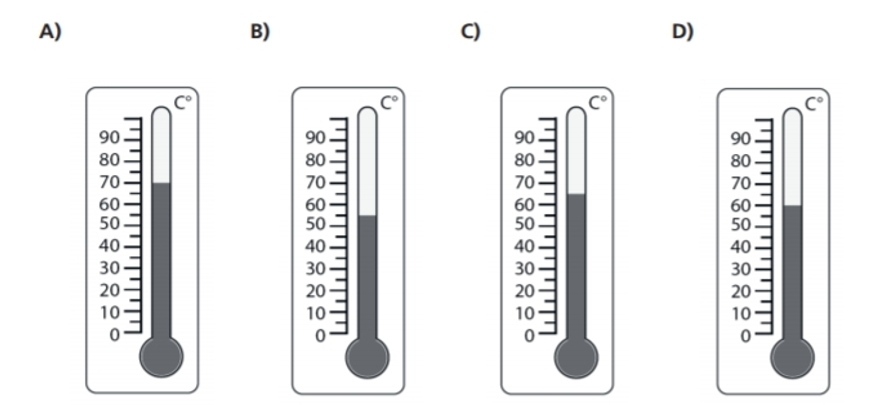 A) B) C) D)
C° C° C° C°
90 90 90 90
80 80 80 80
70 70 70 70
60 60 60 60
50 50 50 50
40 40 40 40
30 30 30 30
20 20 20 20
10 10 10 10
0 0 0 0